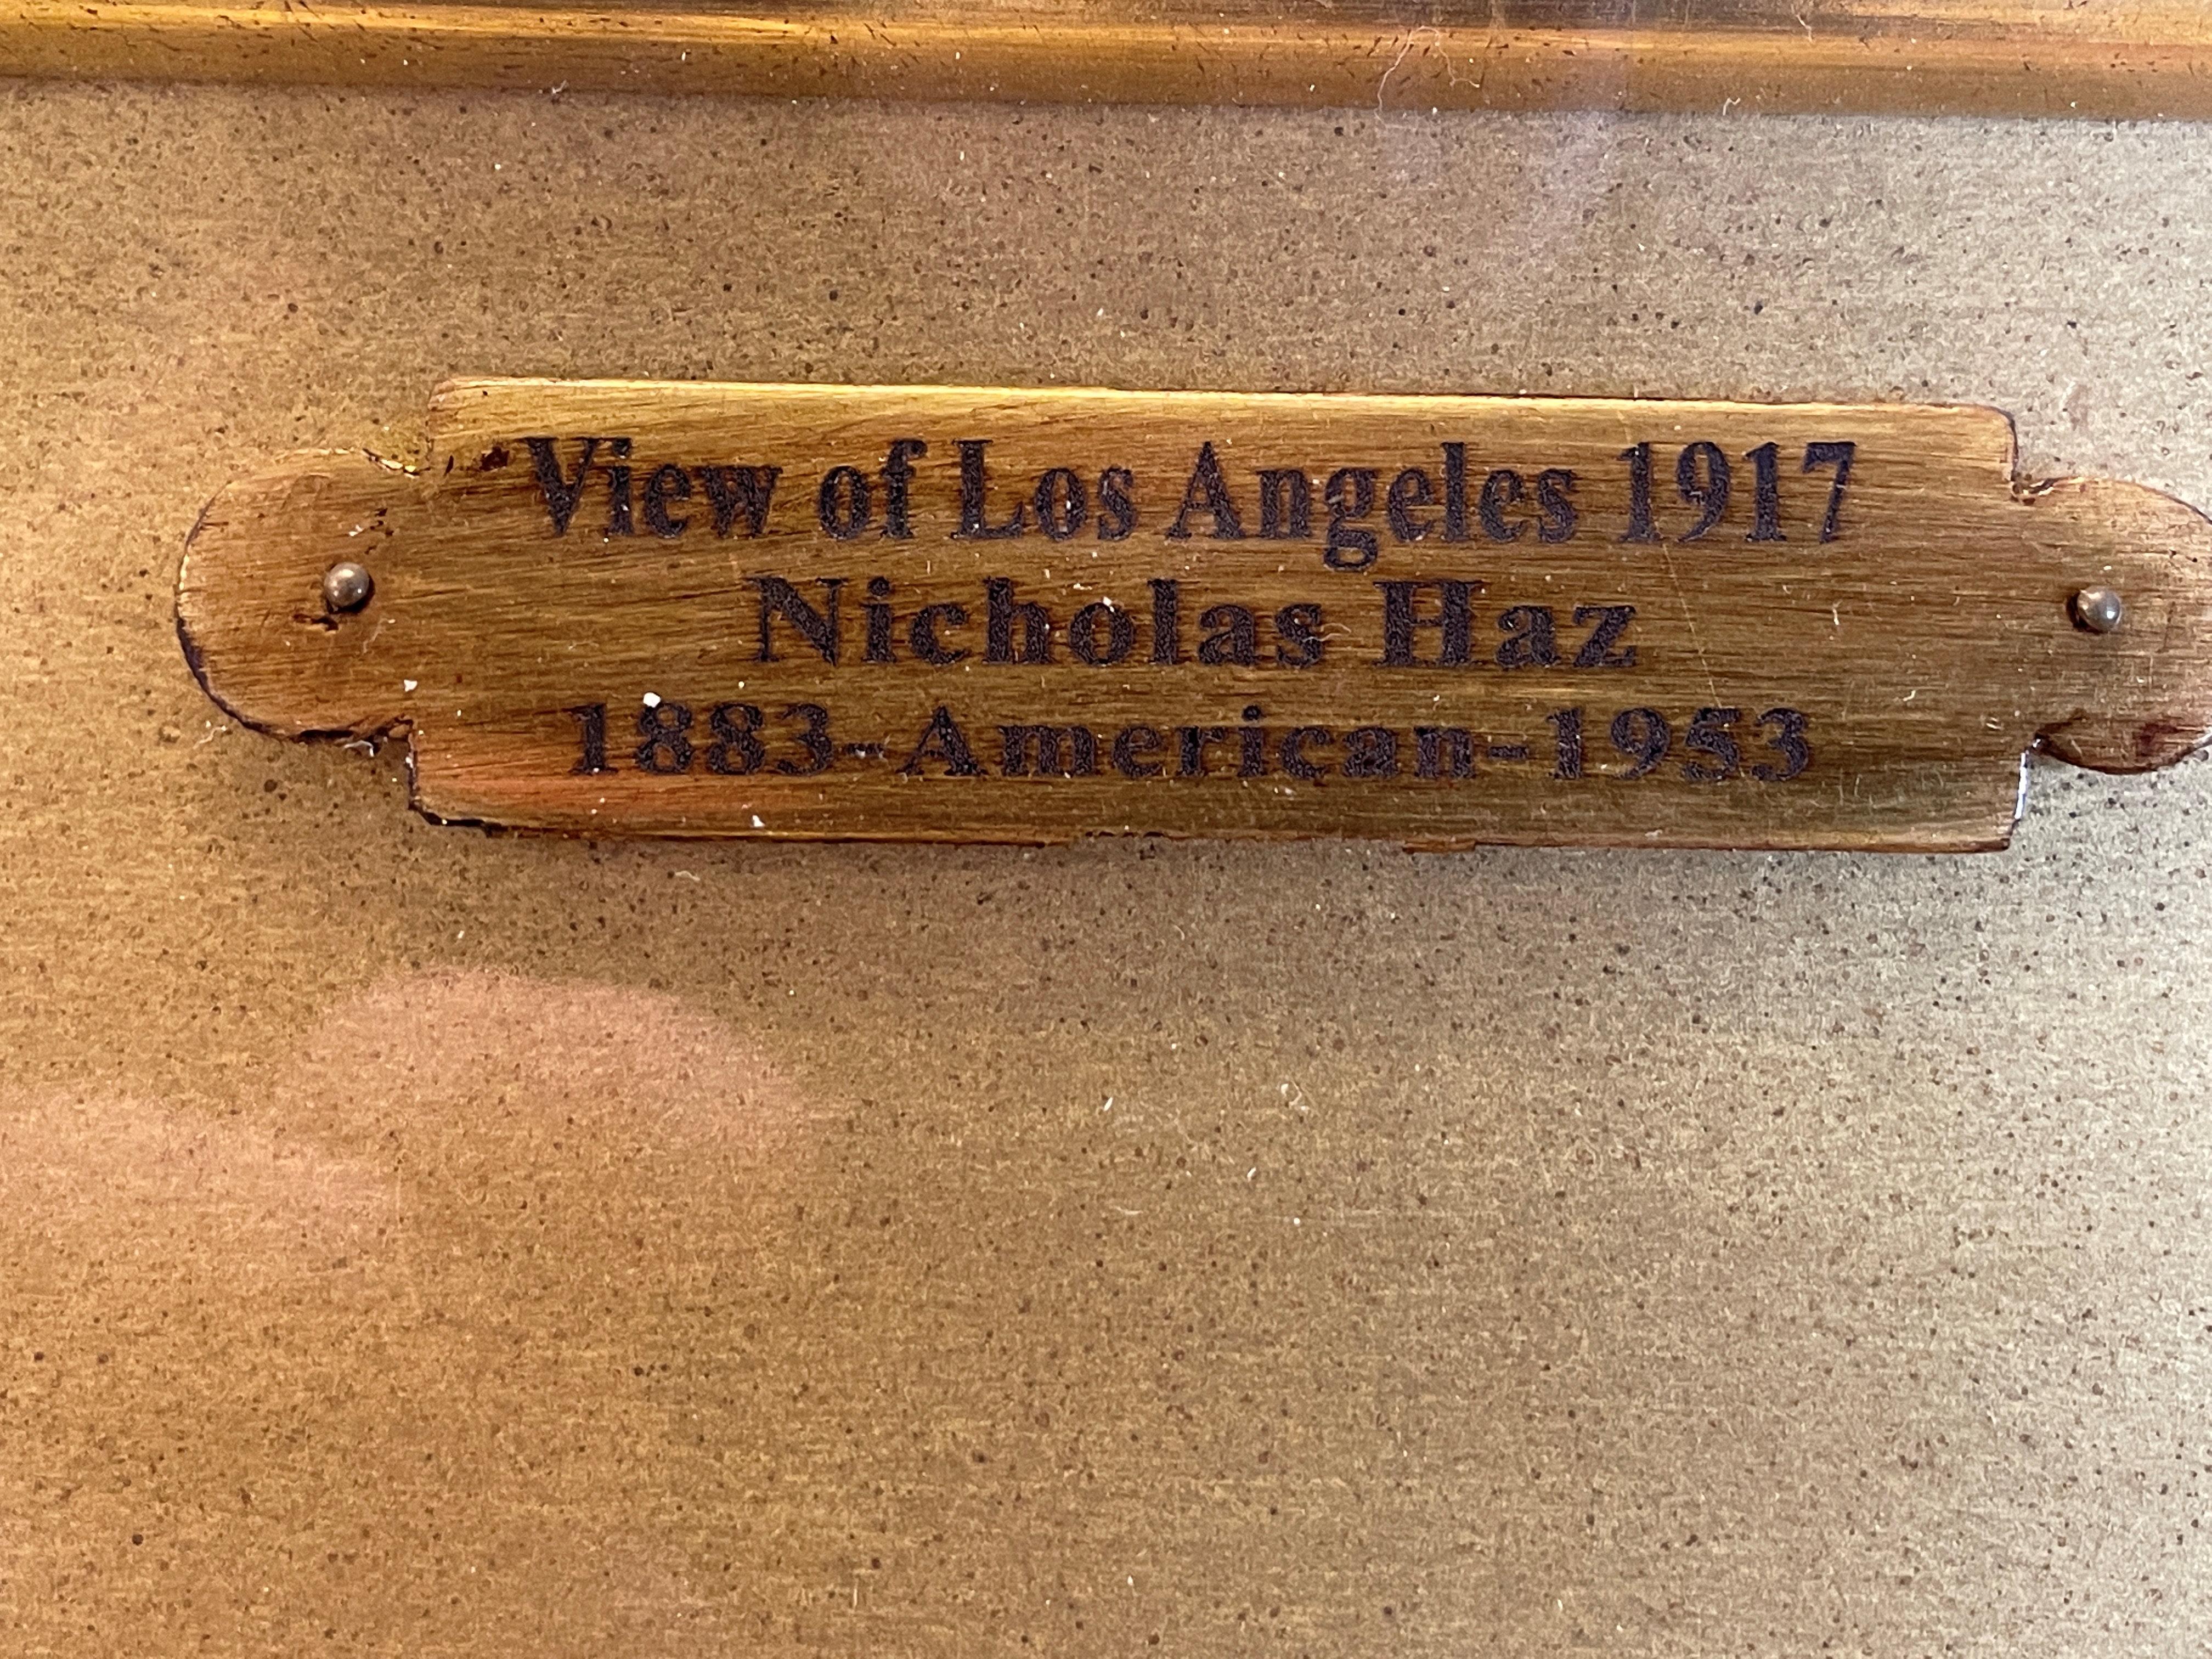 View of Los Angeles 1917
Nicholas Haz
1883-American-1953